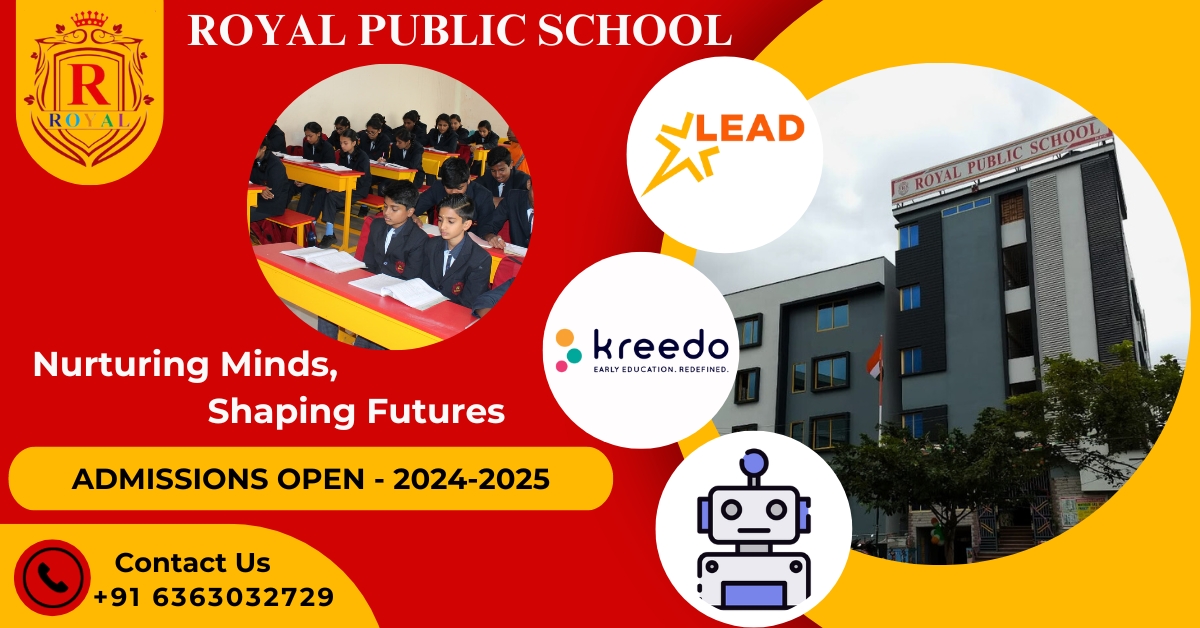 ROYAL PUBLIC SCHOOL
R
ROYAL
LEAD
ROYAL PUBLIC SCHOOL
kreedo
EARLY EDUCATION. REDEFINED.
Nurturing Minds,
Shaping Futures
ADMISSIONS OPEN - 2024-2025
Contact Us
+91 6363032729